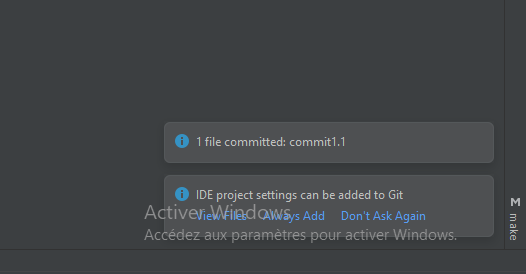 1 file committed: commit1.1
IDE project settings can be added to Git
View Files Always Add Don't Ask Again
Activer Windows
Accédez aux paramètres pour activer Windows.
M
make